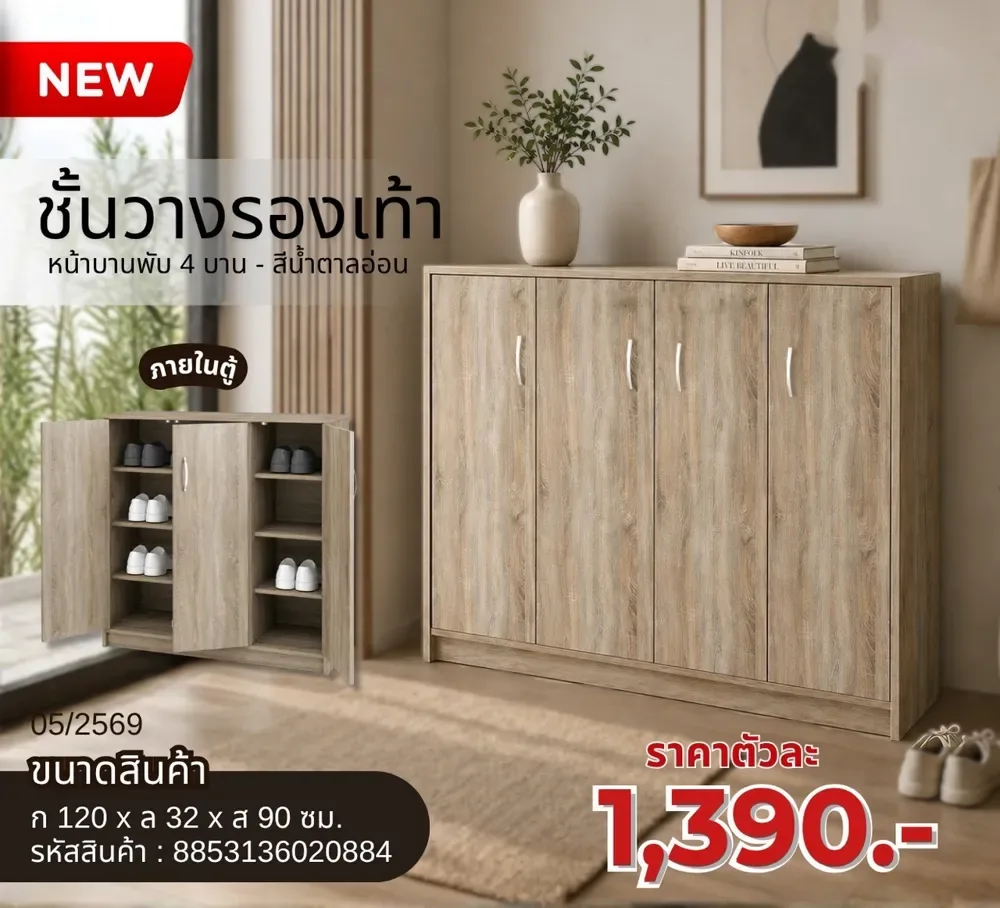 NEW
ชั้นวางรองเท้า
หน้าบานพับ 4 บาน - สีน้ำตาลอ่อน
KINFOLK
LIVE BEAUTIFUL
ภายในตู้
05/2569
ขนาดสินค้า
ก 120 x ล 32 x ส 90 ซม.
รหัสสินค้า : 8853136020884
ราคาตัวละ
1,390.-